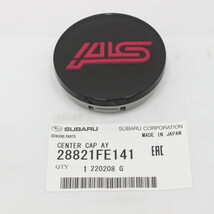 SUBARU
GENUINE PARTS
SUBARU CORPORATION
MADE IN JAPAN
CENTER CAP AY
28821FE141
EAC
QTY 1 220208 G